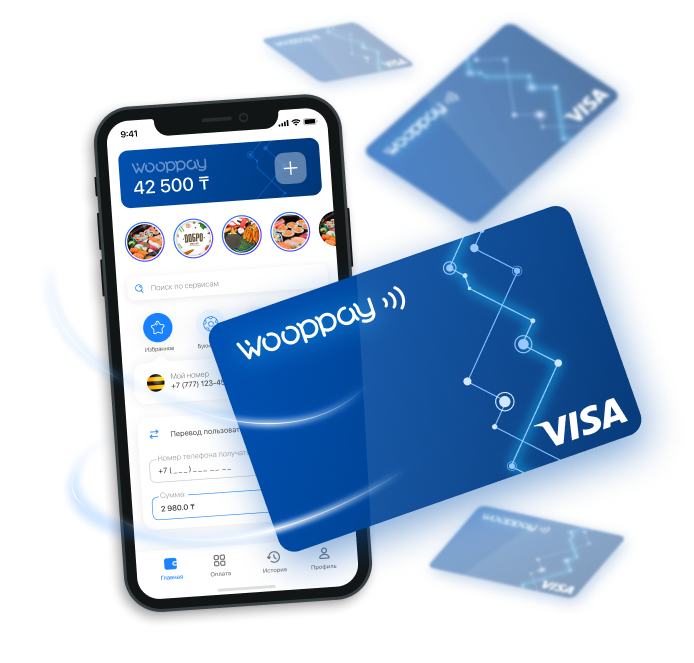 wooppay
VISA
wooppay
VISA
9:41
wooppay
42 500 ₸
ДОБРО
Поиск по сервисам
Избранное
Мой номер
+7 (777) 123-45
Перевод пользоват
Номер телефона получат
+7 (___) ___ __ __
Сумма
2 980.0 ₸
Главная
Оплата
История
Профиль
wooppay
VISA
wooppay
VISA